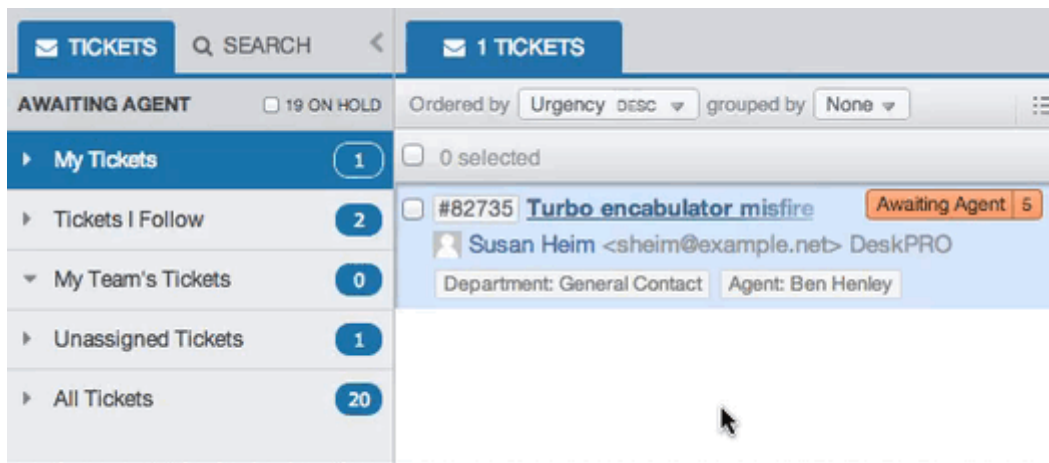 TICKETS
SEARCH
AWAITING AGENT 19 ON HOLD
My Tickets 1
Tickets I Follow 2
My Team's Tickets 0
Unassigned Tickets 1
All Tickets 20
1 TICKETS
Ordered by Urgency DESC grouped by None
0 selected
#82735 Turbo encabulator misfire Awaiting Agent 5
Susan Heim <sheim@example.net> DeskPRO
Department: General Contact Agent: Ben Henley